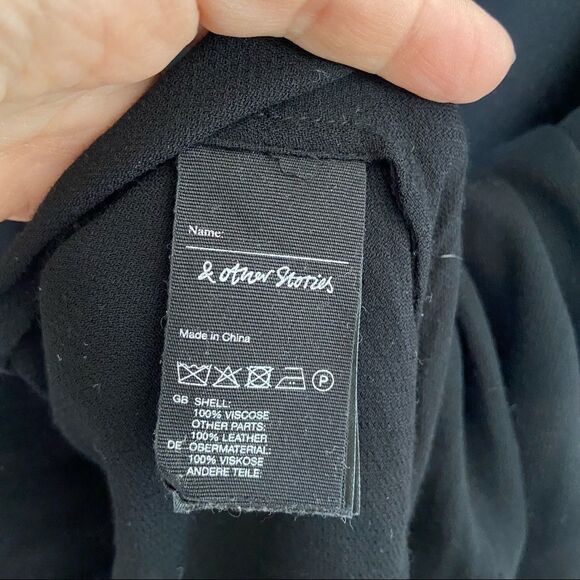 Name:
& Other Stories
Made in China
P
GB SHELL:
100% VISCOSE
OTHER PARTS:
100% LEATHER
DE OBERMATERIAL:
100% VISKOSE
ANDERE TEILE